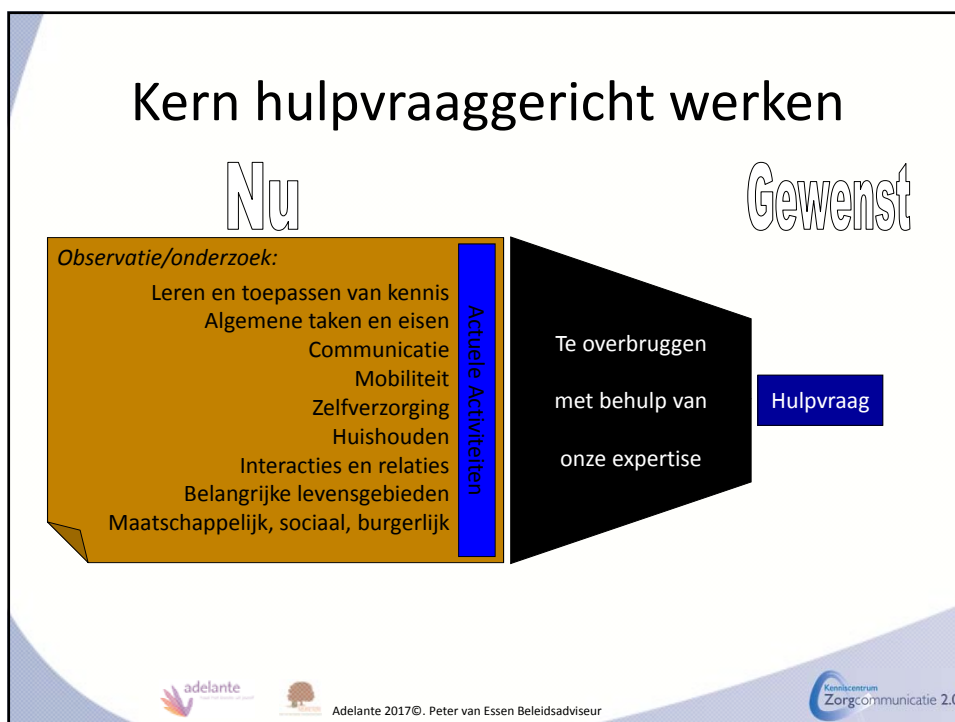 Kern hulpvraaggericht werken
Nu
Gewenst
Observatie/onderzoek:
Leren en toepassen van kennis
Algemene taken en eisen
Communicatie
Mobiliteit
Zelfverzorging
Huishouden
Interacties en relaties
Belangrijke levensgebieden
Maatschappelijk, sociaal, burgerlijk
Actuele Activiteiten
Te overbruggen
met behulp van
onze expertise
Hulpvraag
adelante
Adelante 2017©. Peter van Essen Beleidsadviseur
Kenniscentrum
Zorgcommunicatie 2.0